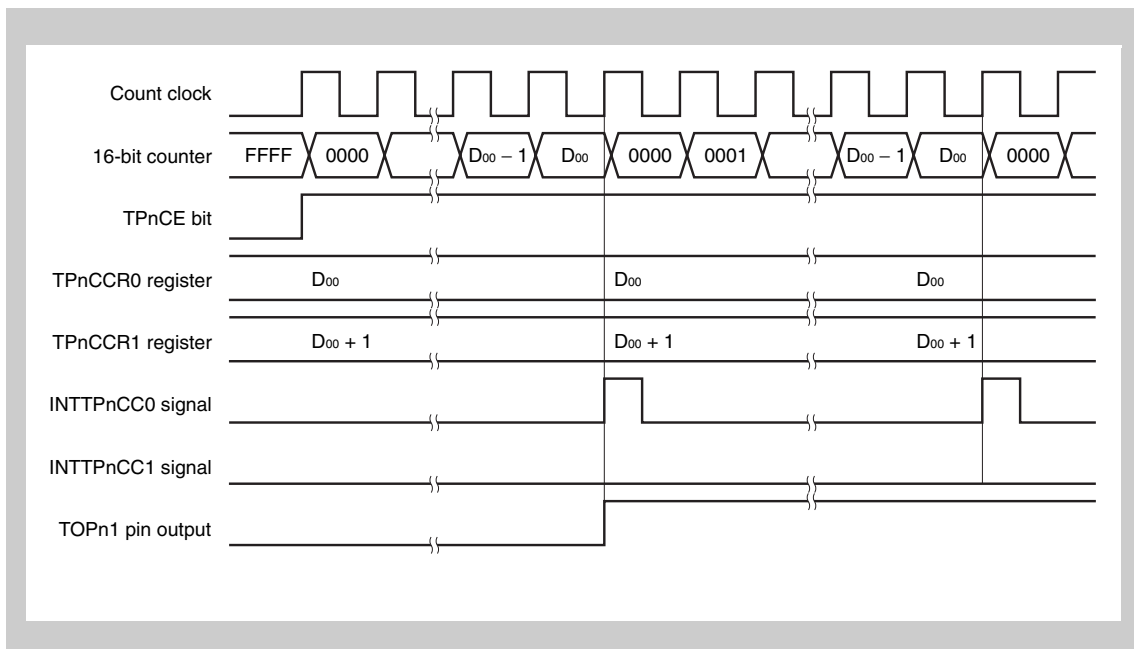 Count clock
16-bit counter FFFF 0000 D00 − 1 D00 0000 0001 D00 − 1 D00 0000
TPnCE bit
TPnCCR0 register D00 D00 D00
TPnCCR1 register D00 + 1 D00 + 1 D00 + 1
INTTPnCC0 signal
INTTPnCC1 signal
TOPn1 pin output